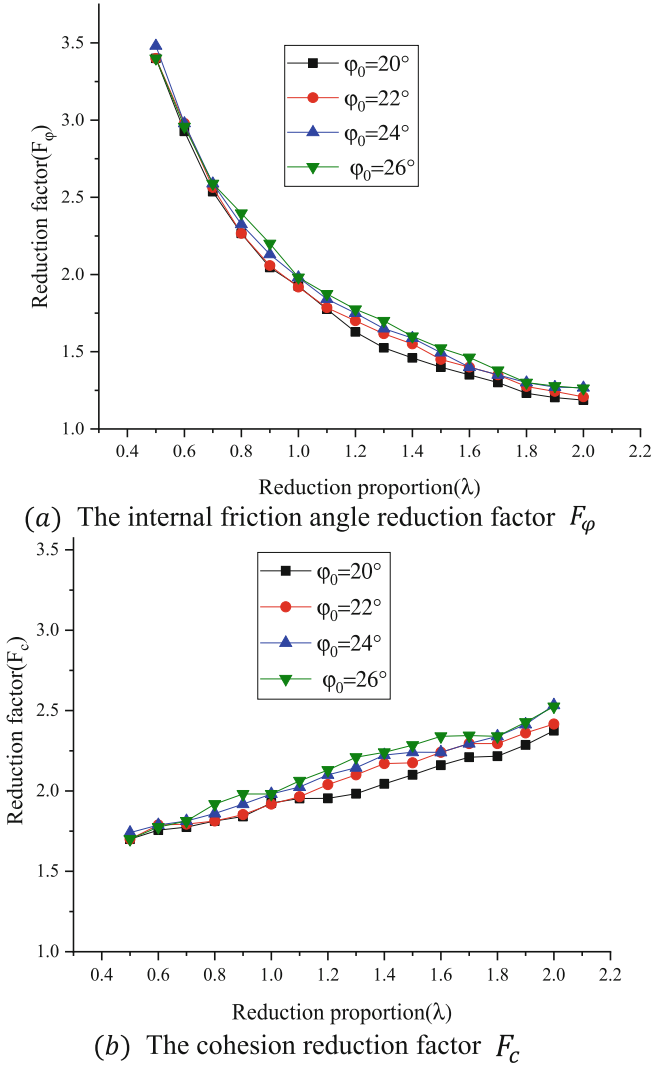 3.5
3.0
2.5
2.0
1.5
1.0
Reduction factor(F_φ)
φ₀=20°
φ₀=22°
φ₀=24°
φ₀=26°
0.4 0.6 0.8 1.0 1.2 1.4 1.6 1.8 2.0 2.2
Reduction proportion(λ)
(a) The internal friction angle reduction factor F_φ
3.5
3.0
2.5
2.0
1.5
1.0
Reduction factor(F_c)
φ₀=20°
φ₀=22°
φ₀=24°
φ₀=26°
0.4 0.6 0.8 1.0 1.2 1.4 1.6 1.8 2.0 2.2
Reduction proportion(λ)
(b) The cohesion reduction factor F_c